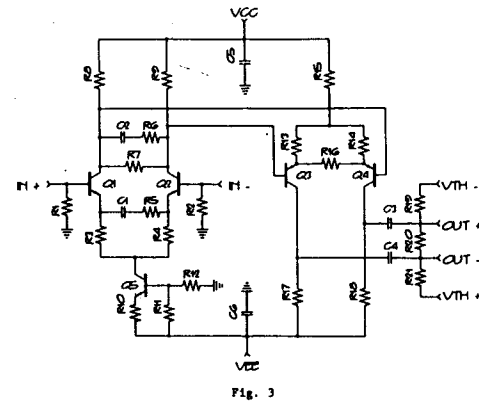 VCC
R8
R9
C5
R15
C2
R6
R13
R14
R7
R16
IN +
Q1
Q2
IN -
Q3
Q4
VTH -
R1
C1
R5
R2
C3
R19
OUT +
R3
R4
C4
R20
OUT -
R21
Q5
R12
VTH +
R10
R11
C6
R17
R18
VEE
Fig. 3